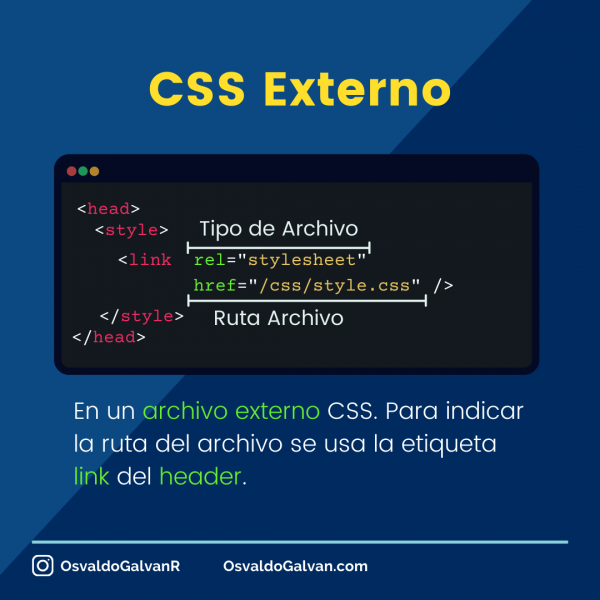 CSS Externo
<head>
<style>
Tipo de Archivo
<link rel="stylesheet"
href="/css/style.css" />
</style>
Ruta Archivo
</head>
En un archivo externo CSS. Para indicar
la ruta del archivo se usa la etiqueta
link del header.
OsvaldoGalvanR OsvaldoGalvan.com